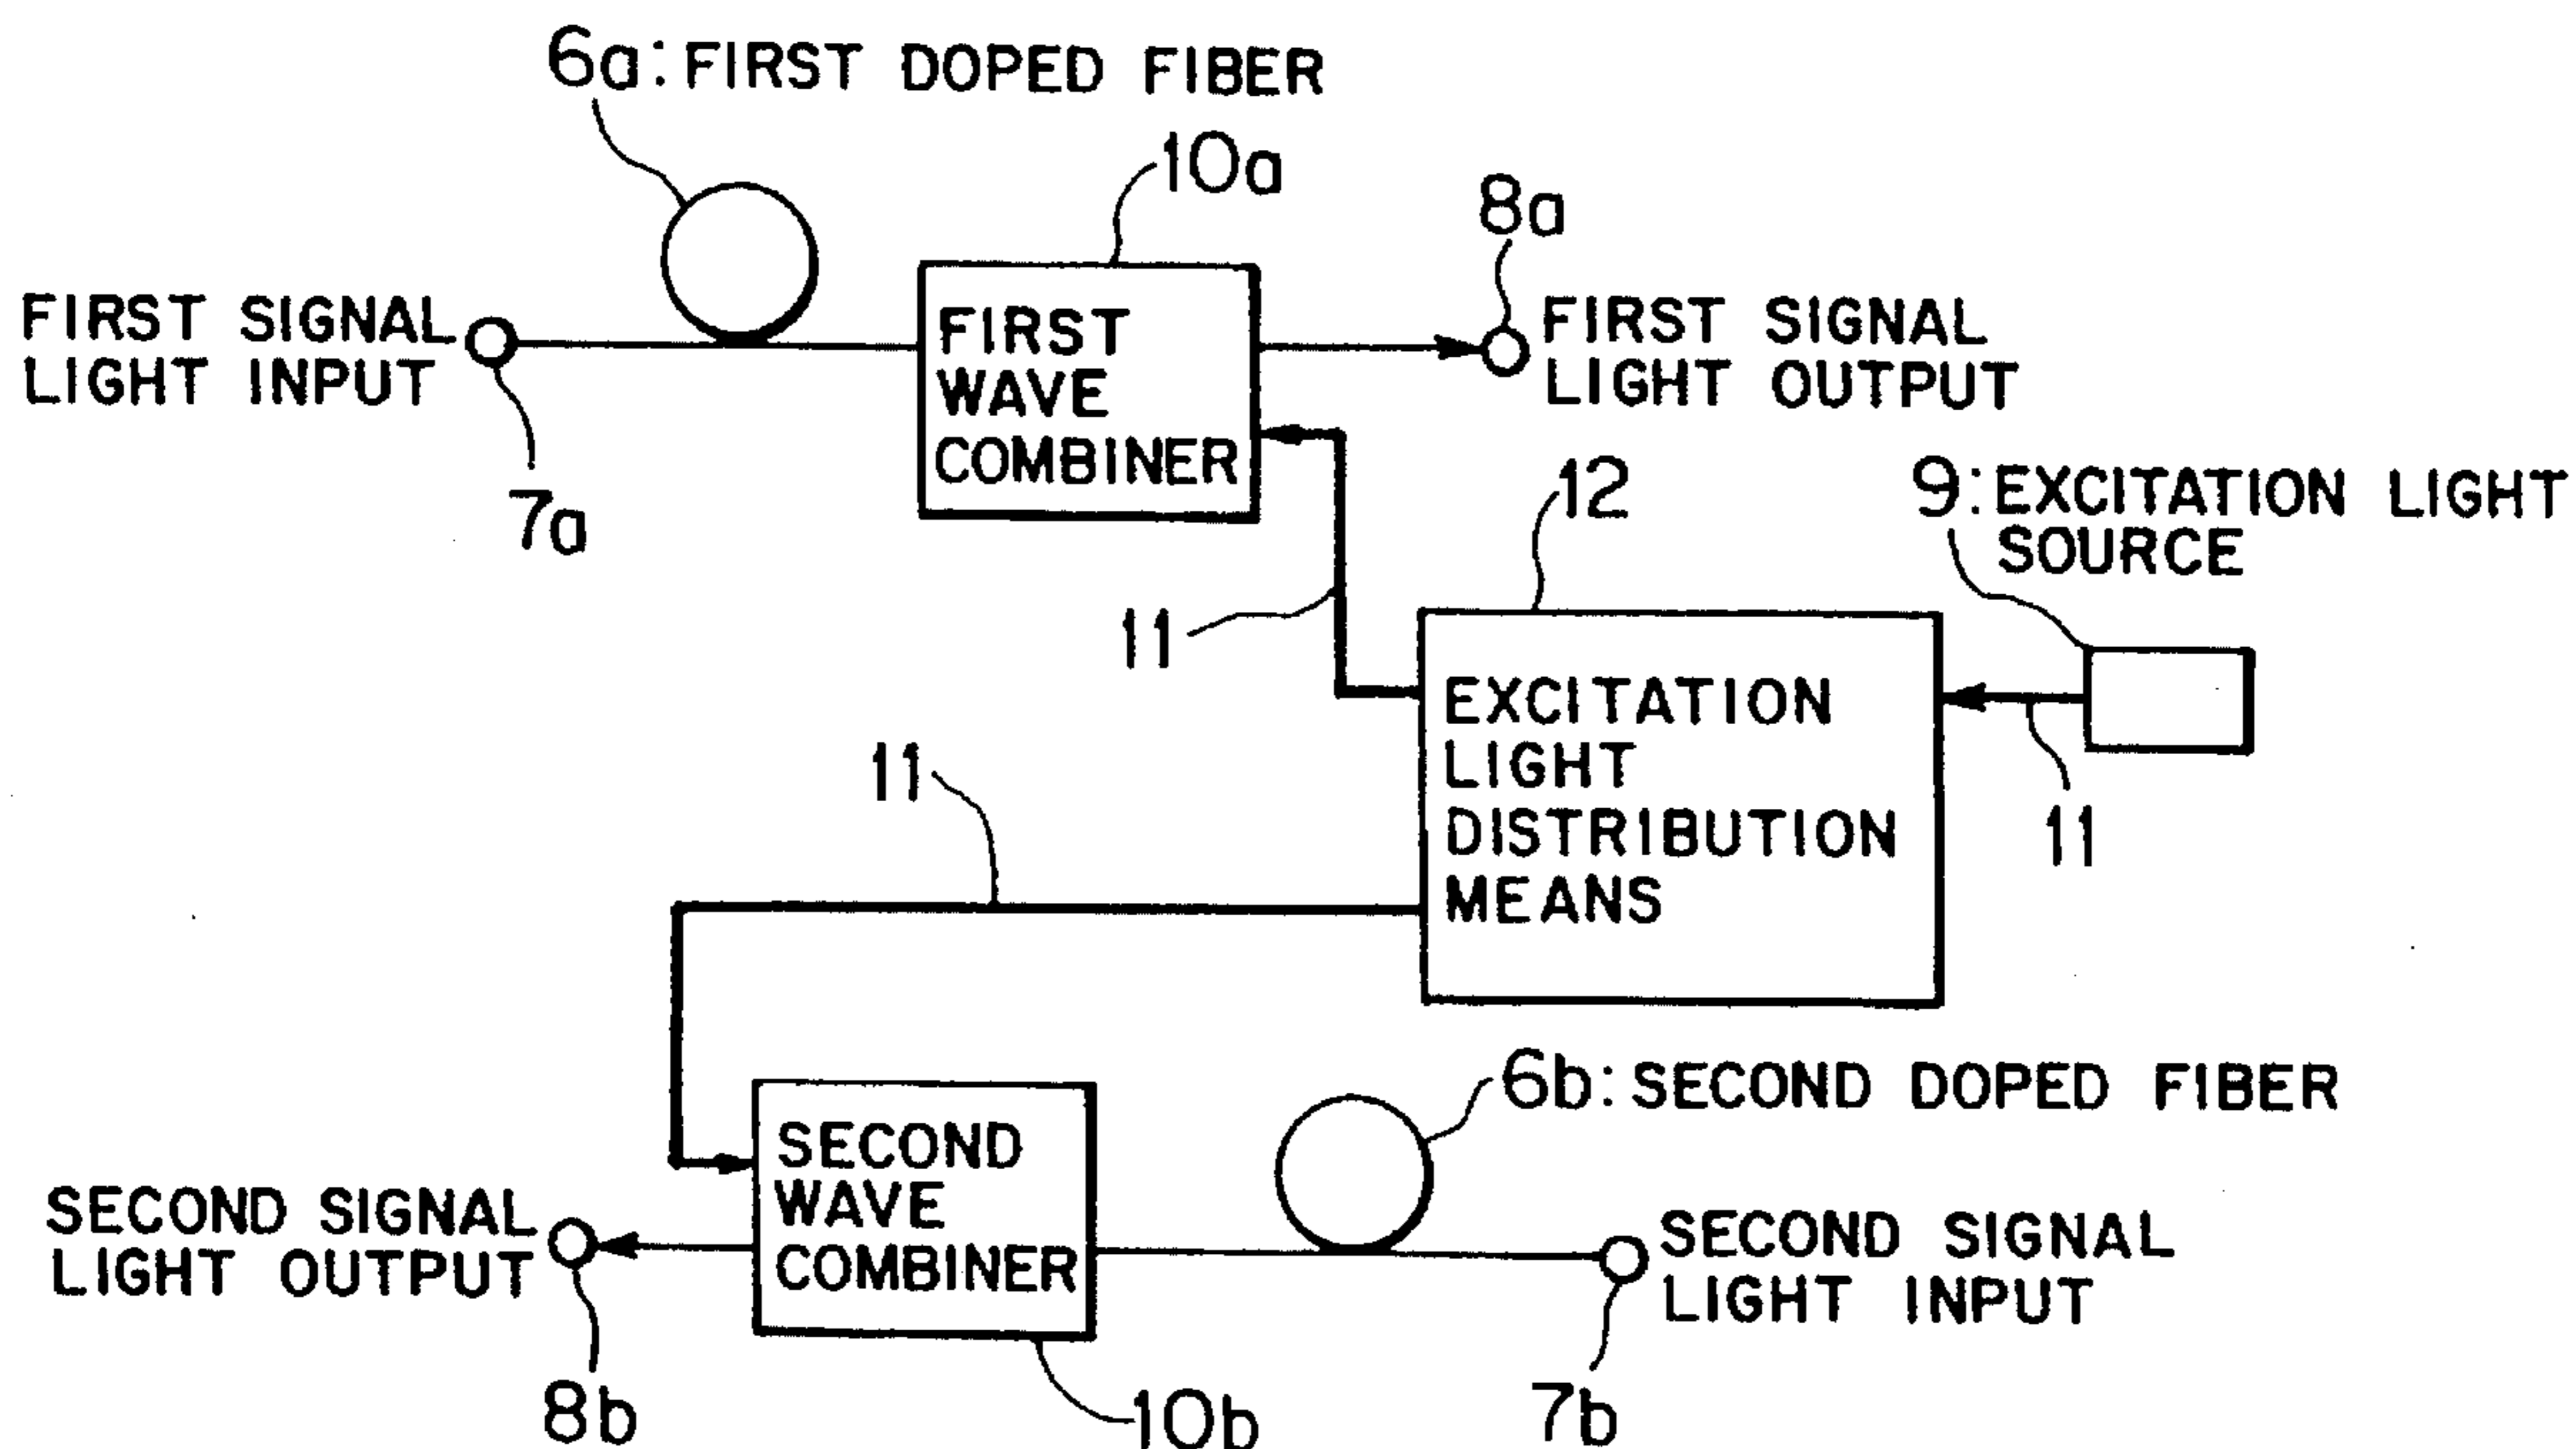 6a: FIRST DOPED FIBER
10a
8a
FIRST SIGNAL
LIGHT INPUT
7a
FIRST
WAVE
COMBINER
FIRST SIGNAL
LIGHT OUTPUT
12
9: EXCITATION LIGHT
SOURCE
11
11
EXCITATION
LIGHT
DISTRIBUTION
MEANS
11
6b: SECOND DOPED FIBER
SECOND
WAVE
COMBINER
SECOND SIGNAL
LIGHT OUTPUT
SECOND SIGNAL
LIGHT INPUT
8b
10b
7b